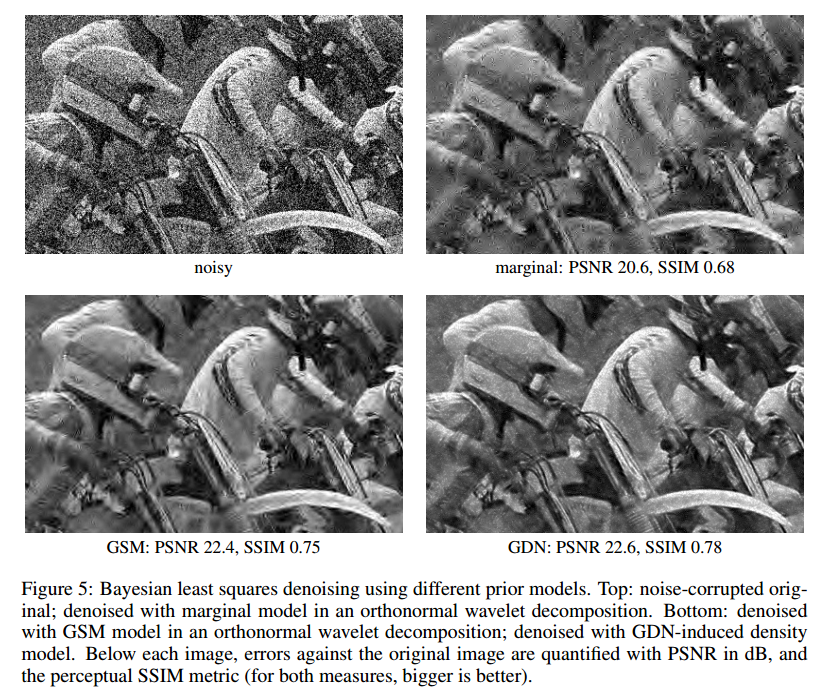 noisy
marginal: PSNR 20.6, SSIM 0.68
GSM: PSNR 22.4, SSIM 0.75
GDN: PSNR 22.6, SSIM 0.78
Figure 5: Bayesian least squares denoising using different prior models. Top: noise-corrupted orig-
inal; denoised with marginal model in an orthonormal wavelet decomposition. Bottom: denoised
with GSM model in an orthonormal wavelet decomposition; denoised with GDN-induced density
model. Below each image, errors against the original image are quantified with PSNR in dB, and
the perceptual SSIM metric (for both measures, bigger is better).